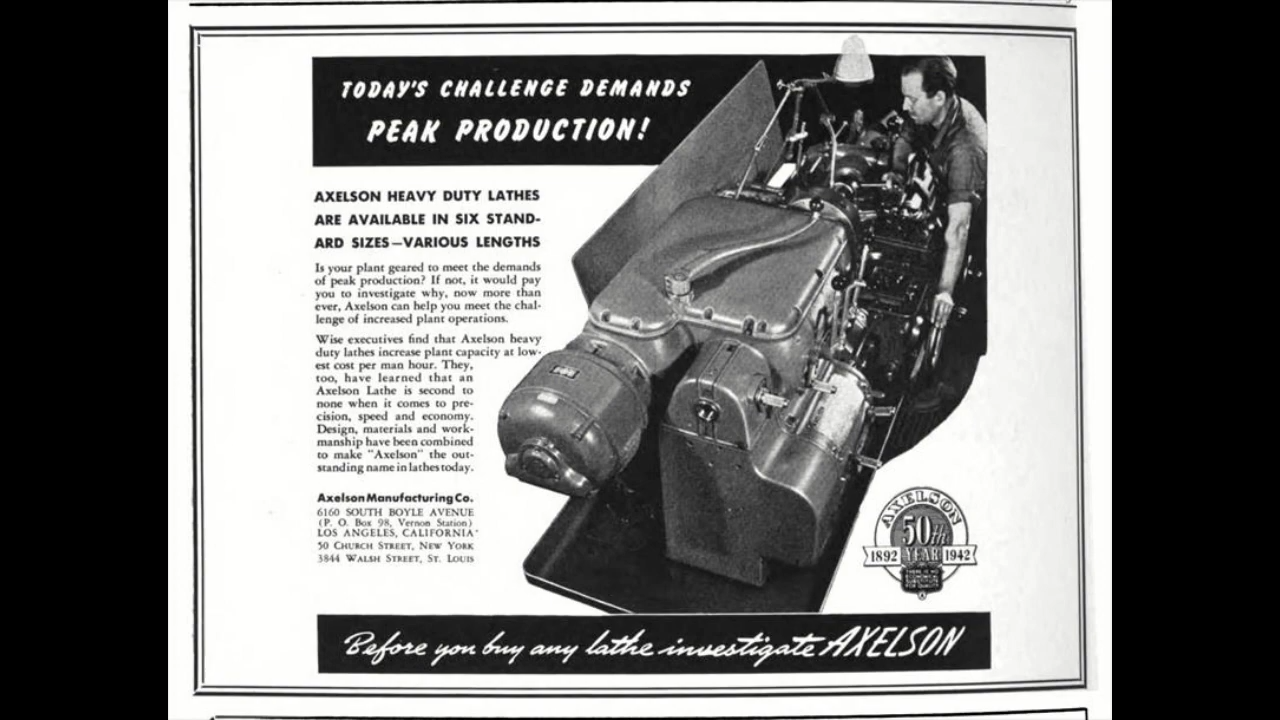 TODAY'S CHALLENGE DEMANDS
PEAK PRODUCTION!
AXELSON HEAVY DUTY LATHES
ARE AVAILABLE IN SIX STAND-
ARD SIZES—VARIOUS LENGTHS
Is your plant geared to meet the demands
of peak production? If not, it would pay
you to investigate why, now more than
ever, Axelson can help you meet the chal-
lenge of increased plant operations.
Wise executives find that Axelson heavy
duty lathes increase plant capacity at low-
est cost per man hour. They,
too, have learned that an
Axelson Lathe is second to
none when it comes to pre-
cision, speed and economy.
Design, materials and work-
manship have been combined
to make "Axelson" the out-
standing name in lathes today.
Axelson Manufacturing Co.
6160 SOUTH BOYLE AVENUE
(P. O. Box 98, Vernon Station)
LOS ANGELES, CALIFORNIA
50 CHURCH STREET, NEW YORK
3844 WALSH STREET, ST. LOUIS
AXELSON
50th
1892 YEAR 1942
THERE IS NO
ECONOMICAL
SUBSTITUTE
FOR QUALITY
Before you buy any lathe investigate AXELSON